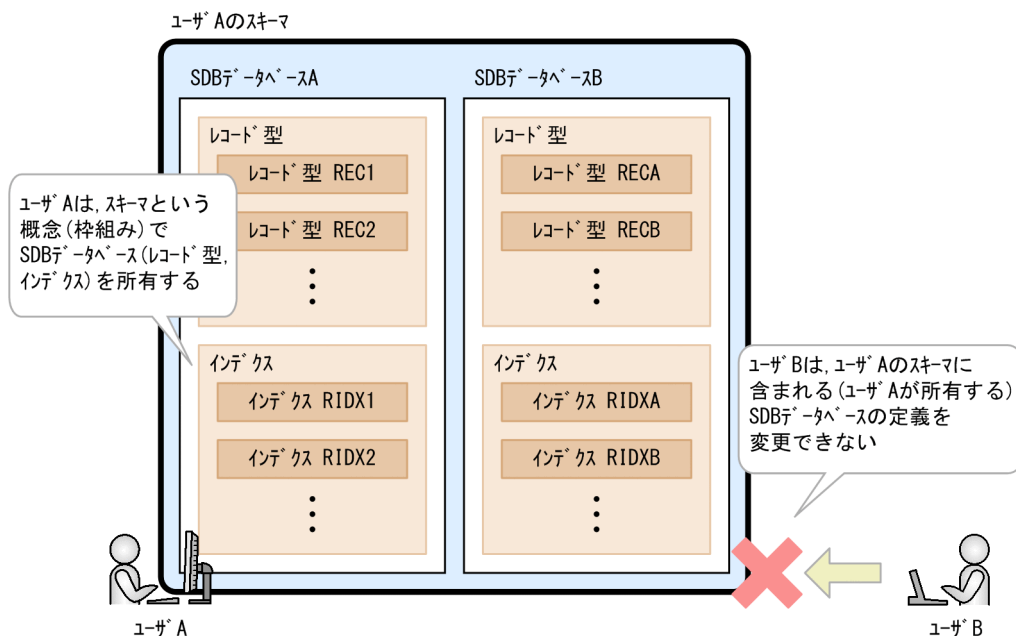 ﾕｰｻﾞAのｽｷｰﾏ
SDBﾃﾞｰﾀﾍﾞｰｽA
ﾚｺｰﾄﾞ型
ﾚｺｰﾄﾞ型 REC1
ﾚｺｰﾄﾞ型 REC2
ｲﾝﾃﾞｸｽ
ｲﾝﾃﾞｸｽ RIDX1
ｲﾝﾃﾞｸｽ RIDX2
SDBﾃﾞｰﾀﾍﾞｰｽB
ﾚｺｰﾄﾞ型
ﾚｺｰﾄﾞ型 RECA
ﾚｺｰﾄﾞ型 RECB
ｲﾝﾃﾞｸｽ
ｲﾝﾃﾞｸｽ RIDXA
ｲﾝﾃﾞｸｽ RIDXB
ﾕｰｻﾞAは,ｽｷｰﾏという
概念(枠組み)で
SDBﾃﾞｰﾀﾍﾞｰｽ(ﾚｺｰﾄﾞ型,
ｲﾝﾃﾞｸｽ)を所有する
ﾕｰｻﾞBは,ﾕｰｻﾞAのｽｷｰﾏに
含まれる(ﾕｰｻﾞAが所有する)
SDBﾃﾞｰﾀﾍﾞｰｽの定義を
変更できない
ﾕｰｻﾞA
ﾕｰｻﾞB